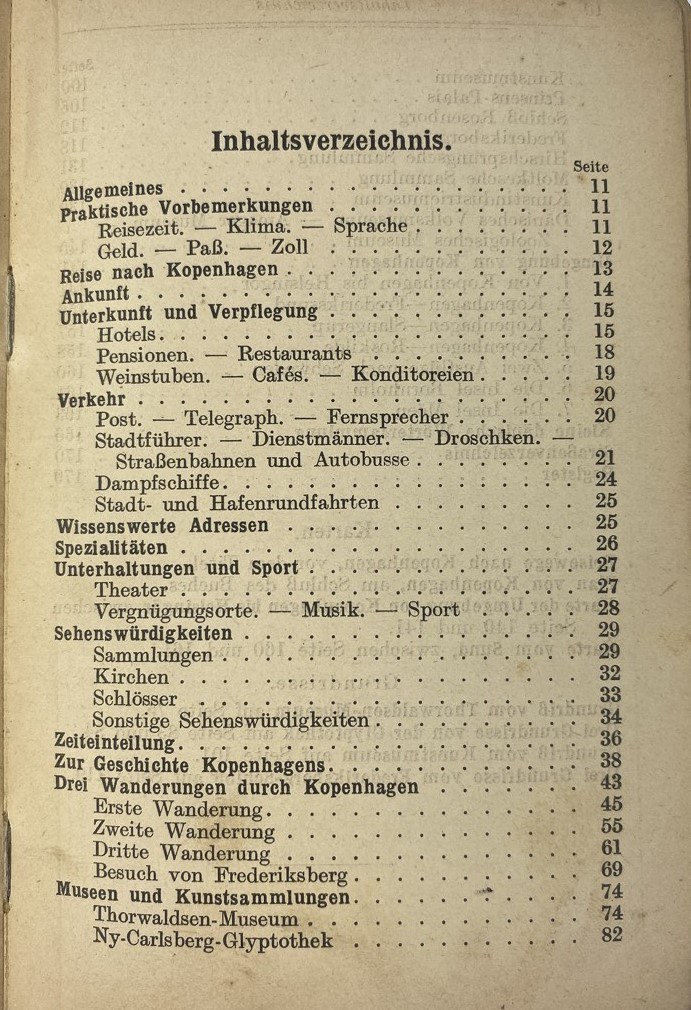 Inhaltsverzeichnis.
Seite
Allgemeines . . . . . . . . . . . . . . . . . . . 11
Praktische Vorbemerkungen . . . . . . . . . . . . 11
Reisezeit. — Klima. — Sprache . . . . . . . . 11
Geld. — Paß. — Zoll . . . . . . . . . . . . 12
Reise nach Kopenhagen . . . . . . . . . . . . . . 13
Ankunft . . . . . . . . . . . . . . . . . . . . . 14
Unterkunft und Verpflegung . . . . . . . . . . . . 15
Hotels . . . . . . . . . . . . . . . . . . . 15
Pensionen. — Restaurants . . . . . . . . . . 18
Weinstuben. — Cafés. — Konditoreien . . . . . 19
Verkehr . . . . . . . . . . . . . . . . . . . . . 20
Post. — Telegraph. — Fernsprecher . . . . . . 20
Stadtführer. — Dienstmänner. — Droschken. —
Straßenbahnen und Autobusse . . . . . . . . 21
Dampfschiffe . . . . . . . . . . . . . . . . 24
Stadt- und Hafenrundfahrten . . . . . . . . . 25
Wissenswerte Adressen . . . . . . . . . . . . . . 25
Spezialitäten . . . . . . . . . . . . . . . . . . 26
Unterhaltungen und Sport . . . . . . . . . . . . . 27
Theater . . . . . . . . . . . . . . . . . . 27
Vergnügungsorte. — Musik. — Sport . . . . . 28
Sehenswürdigkeiten . . . . . . . . . . . . . . . . 29
Sammlungen . . . . . . . . . . . . . . . . . 29
Kirchen . . . . . . . . . . . . . . . . . . 32
Schlösser . . . . . . . . . . . . . . . . . 33
Sonstige Sehenswürdigkeiten . . . . . . . . . 34
Zeiteinteilung . . . . . . . . . . . . . . . . . . 36
Zur Geschichte Kopenhagens . . . . . . . . . . . . 38
Drei Wanderungen durch Kopenhagen . . . . . . . 43
Erste Wanderung . . . . . . . . . . . . . . 45
Zweite Wanderung . . . . . . . . . . . . . . 55
Dritte Wanderung . . . . . . . . . . . . . . 61
Besuch von Frederiksberg . . . . . . . . . . 69
Museen und Kunstsammlungen . . . . . . . . . . . . 74
Thorwaldsen-Museum . . . . . . . . . . . . . 74
Ny-Carlsberg-Glyptothek . . . . . . . . . . 82